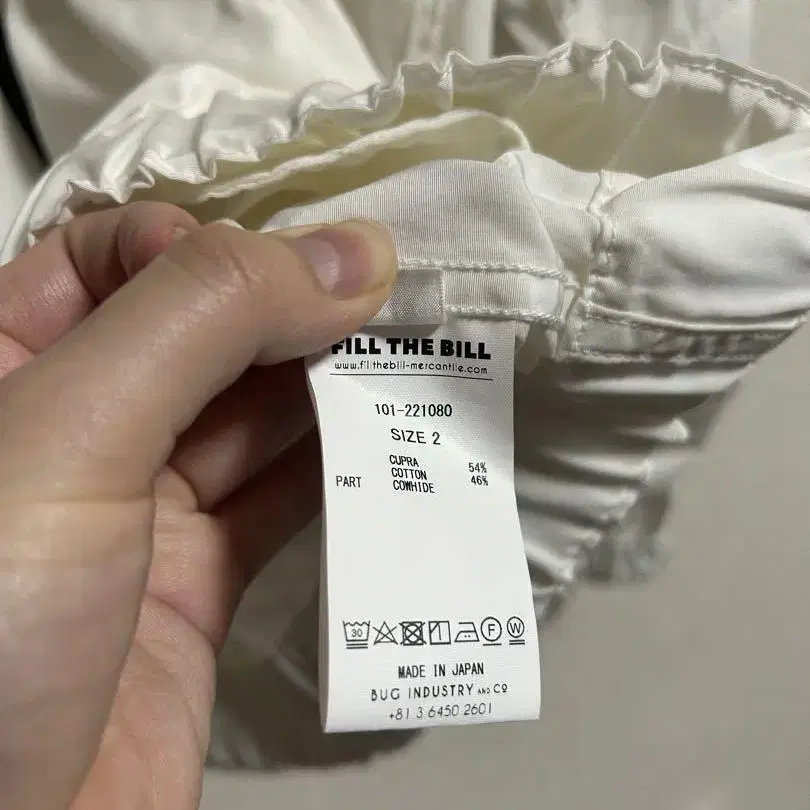 FILL THE BILL
www.fillthebill-mercantile.com
101-221080
SIZE 2
CUPRA 54%
COTTON 46%
PART COWHIDE
30
F W
MADE IN JAPAN
BUG INDUSTRY AND CO
+81 3 6450 2601